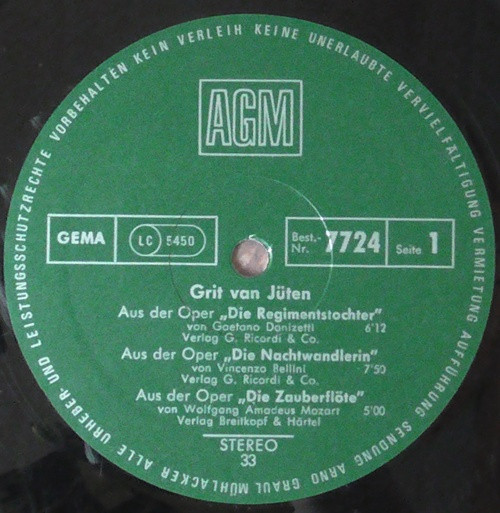 URHEBER- UND LEISTUNGSSCHUTZRECHTE VORBEHALTEN KEIN VERLEIH KEINE UNERLAUBTE VERVIELFÄLTIGUNG VERMIETUNG AUFFÜHRUNG SENDUNG ARNO GRAUL MÜHLACKER ALLE
AGM
GEMA
LC 5450
Best.-Nr. 7724
Seite 1
Grit van Jüten
Aus der Oper „Die Regimentstochter"
von Gaetano Donizetti 6'12
Verlag G. Ricordi & Co.
Aus der Oper „Die Nachtwandlerin"
von Vincenzo Bellini 7'50
Verlag G. Ricordi & Co.
Aus der Oper „Die Zauberflöte"
von Wolfgang Amadeus Mozart 5'00
Verlag Breitkopf & Härtel
STEREO
33